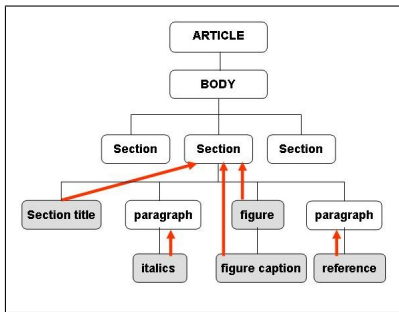 ARTICLE
BODY
Section Section Section
Section title paragraph figure paragraph
italics figure caption reference